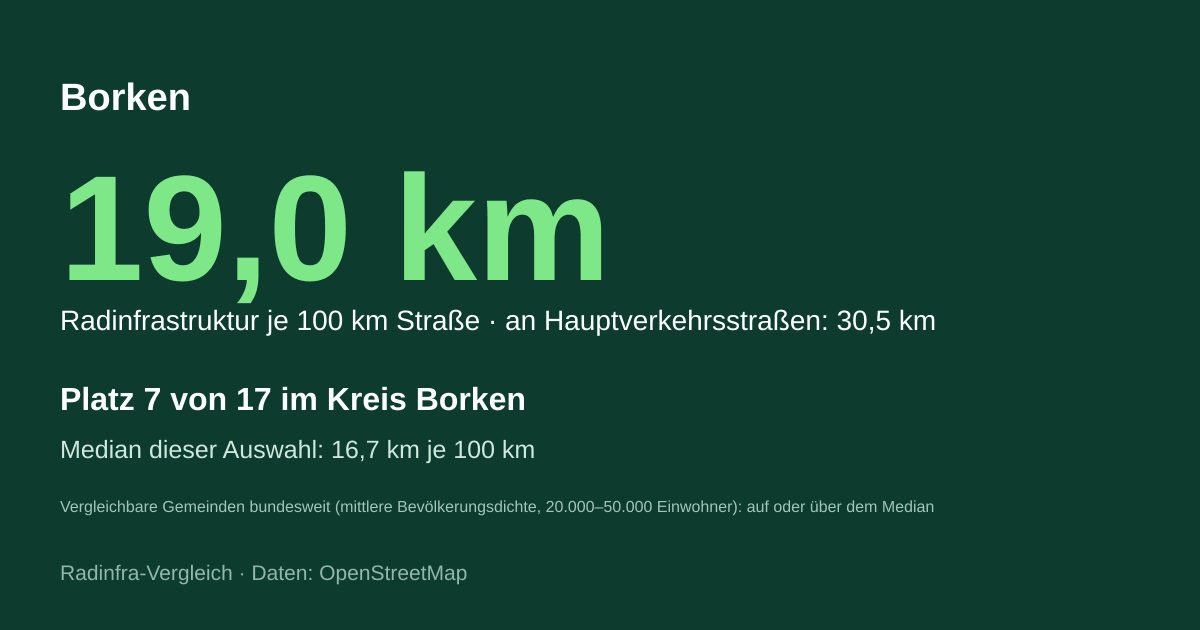 Borken
19,0 km
Radinfrastruktur je 100 km Straße · an Hauptverkehrsstraßen: 30,5 km
Platz 7 von 17 im Kreis Borken
Median dieser Auswahl: 16,7 km je 100 km
Vergleichbare Gemeinden bundesweit (mittlere Bevölkerungsdichte, 20.000–50.000 Einwohner): auf oder über dem Median
Radinfra-Vergleich · Daten: OpenStreetMap